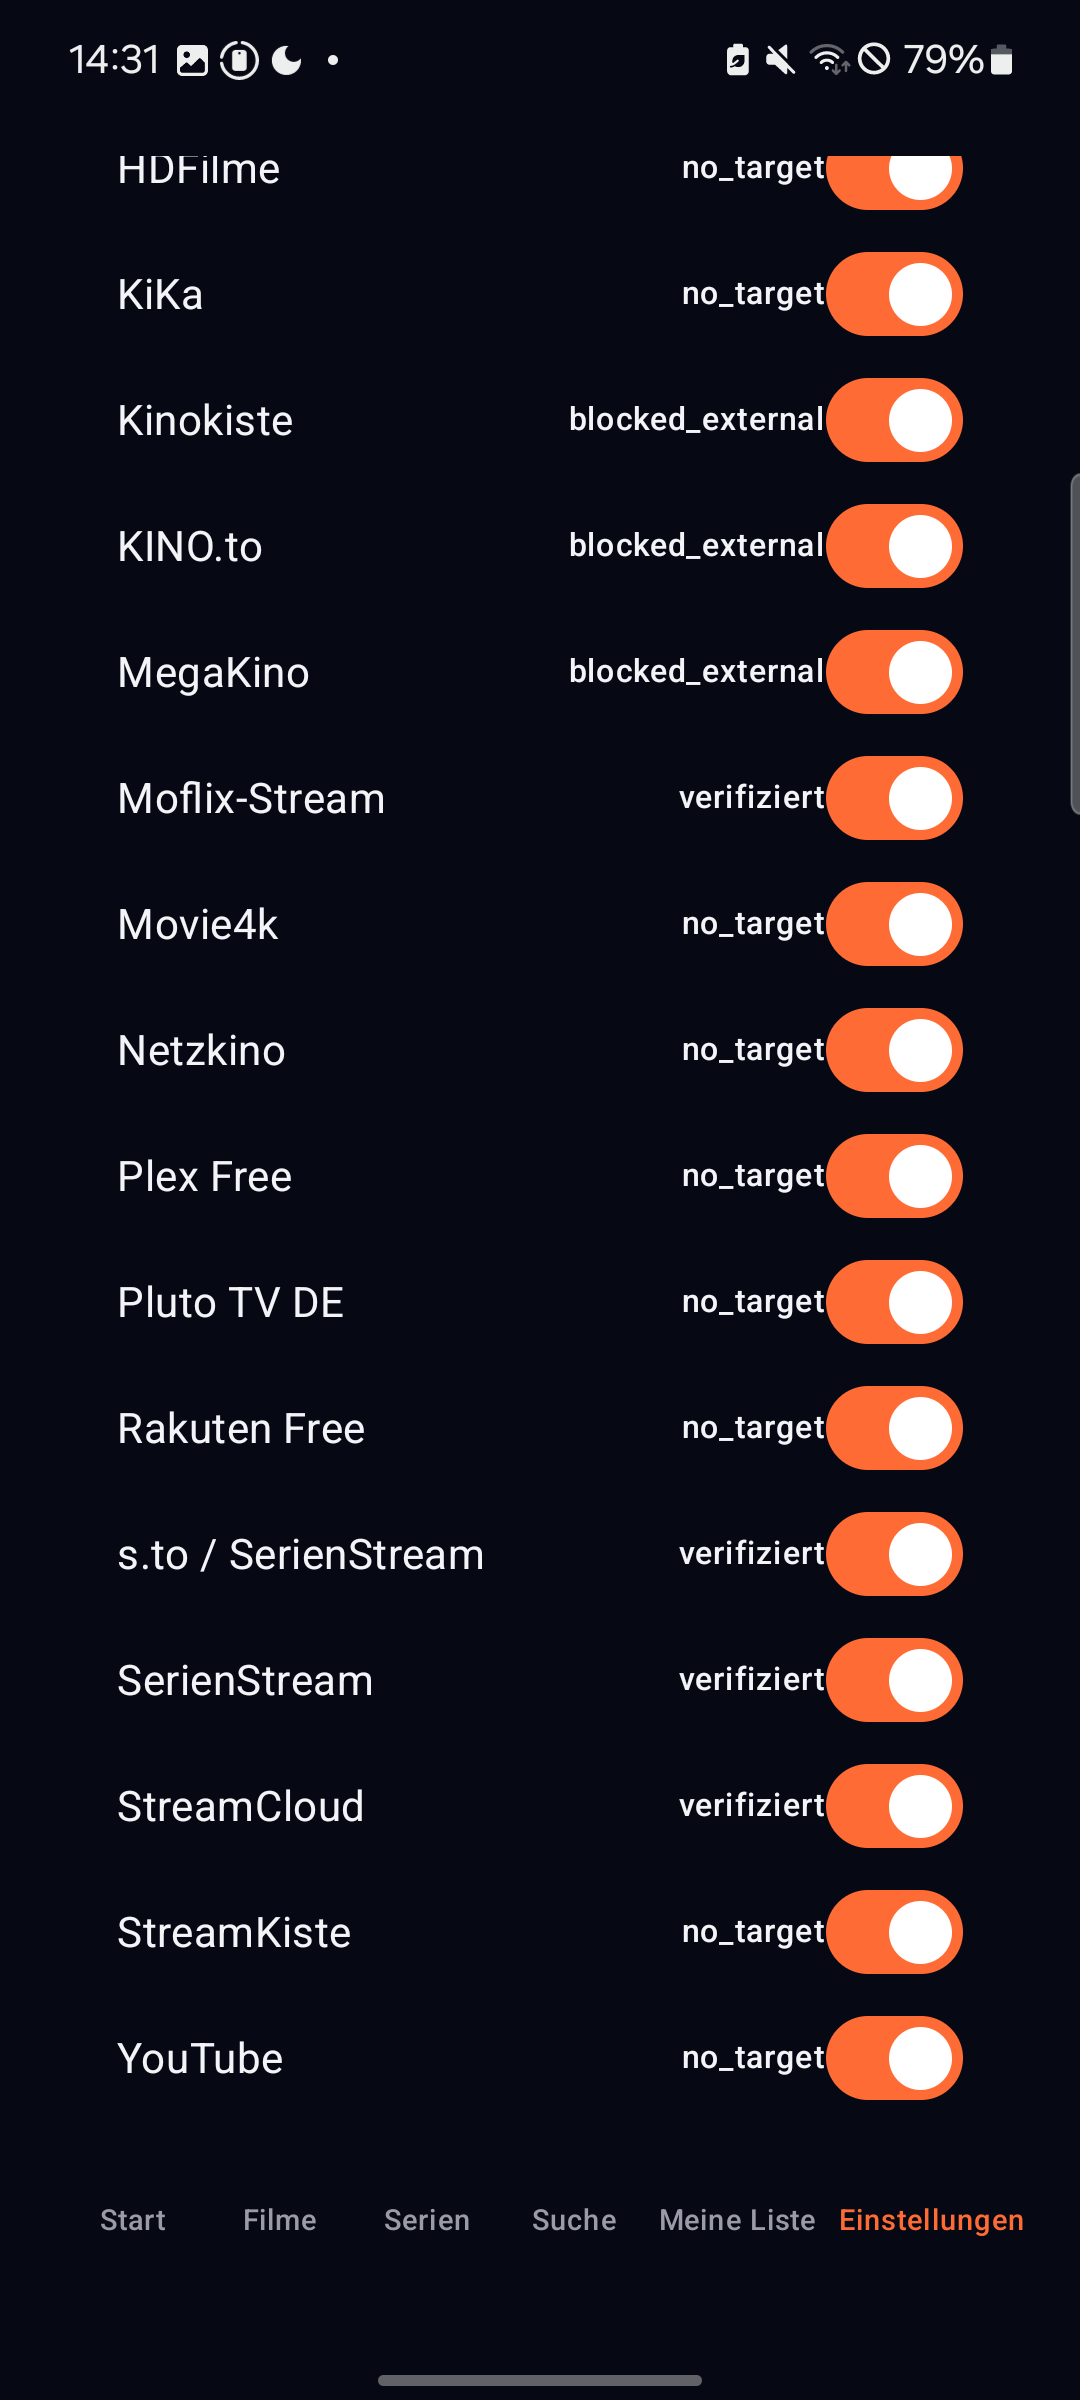 14:31 79%
HDFilme no_target
KiKa no_target
Kinokiste blocked_external
KINO.to blocked_external
MegaKino blocked_external
Moflix-Stream verifiziert
Movie4k no_target
Netzkino no_target
Plex Free no_target
Pluto TV DE no_target
Rakuten Free no_target
s.to / SerienStream verifiziert
SerienStream verifiziert
StreamCloud verifiziert
StreamKiste no_target
YouTube no_target
Start Filme Serien Suche Meine Liste Einstellungen